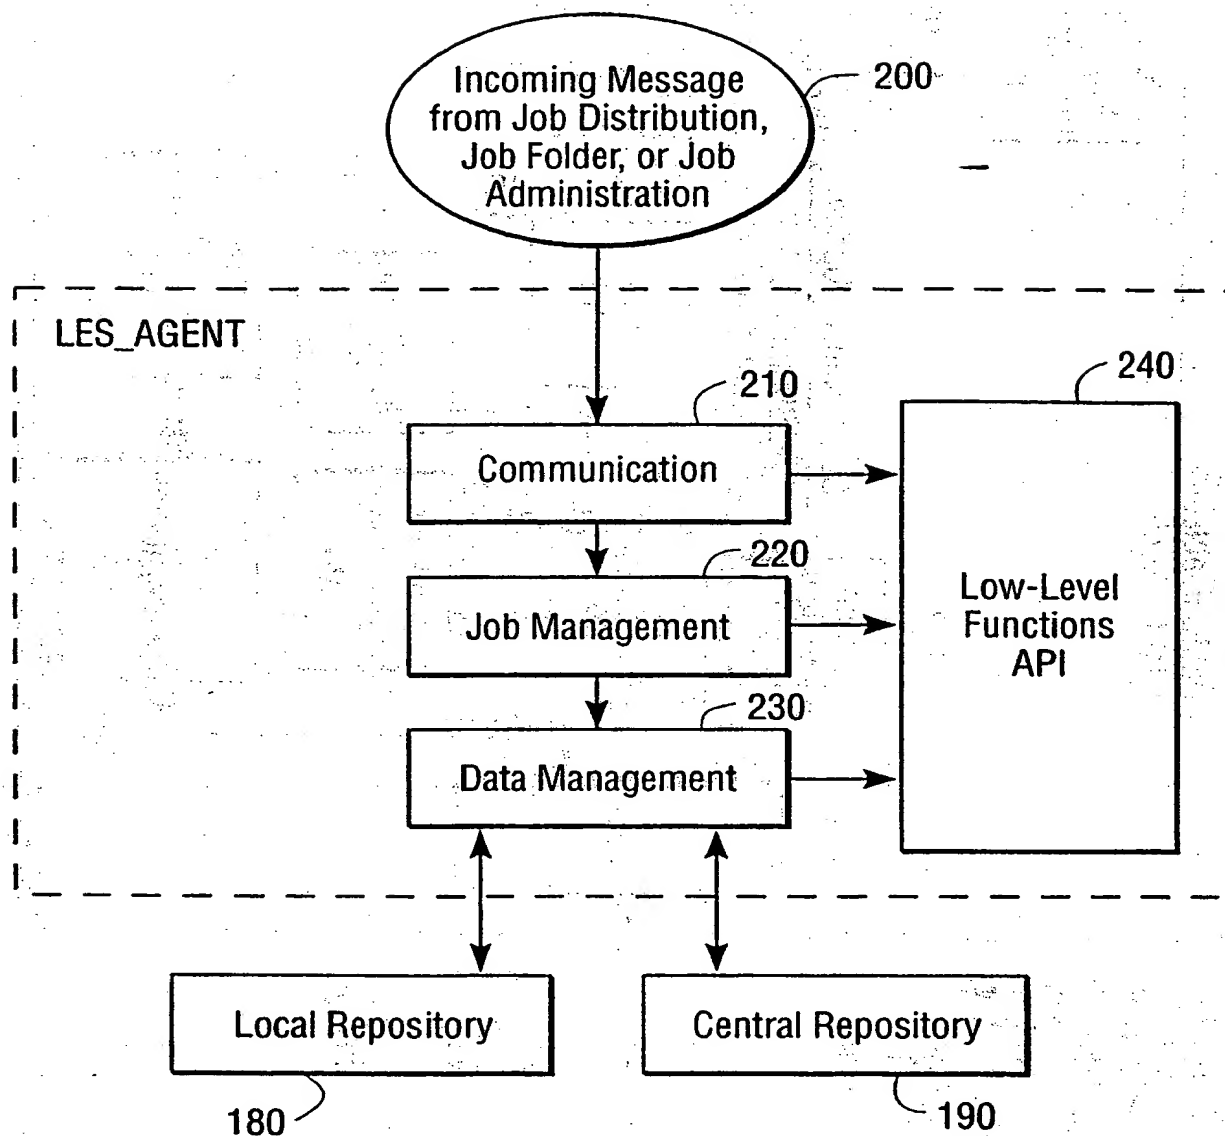 Incoming Message
from Job Distribution,
Job Folder, or Job
Administration
200
LES_AGENT
210
240
Communication
220
Job Management
Low-Level
Functions
API
230
Data Management
Local Repository
Central Repository
180
190